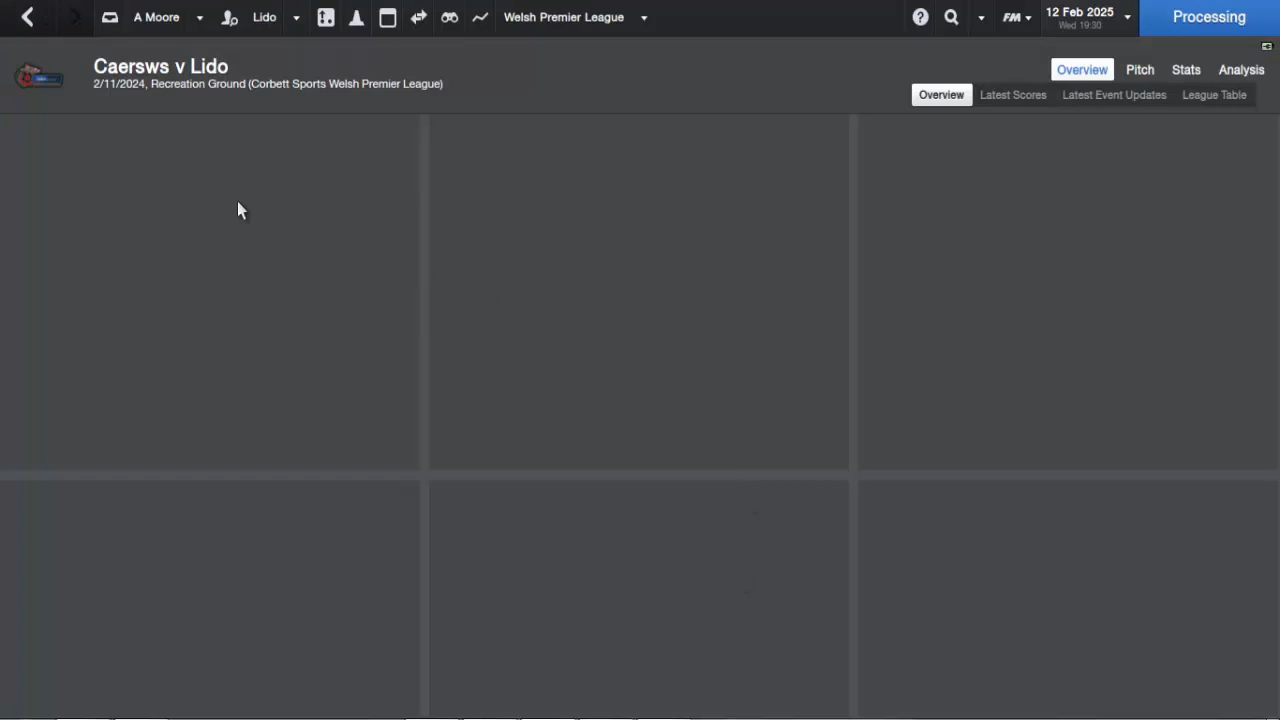 A Moore
Lido
Welsh Premier League
FM
12 Feb 2025
Wed 19:30
Processing
Caersws v Lido
2/11/2024, Recreation Ground (Corbett Sports Welsh Premier League)
Overview Pitch Stats Analysis
Overview Latest Scores Latest Event Updates League Table